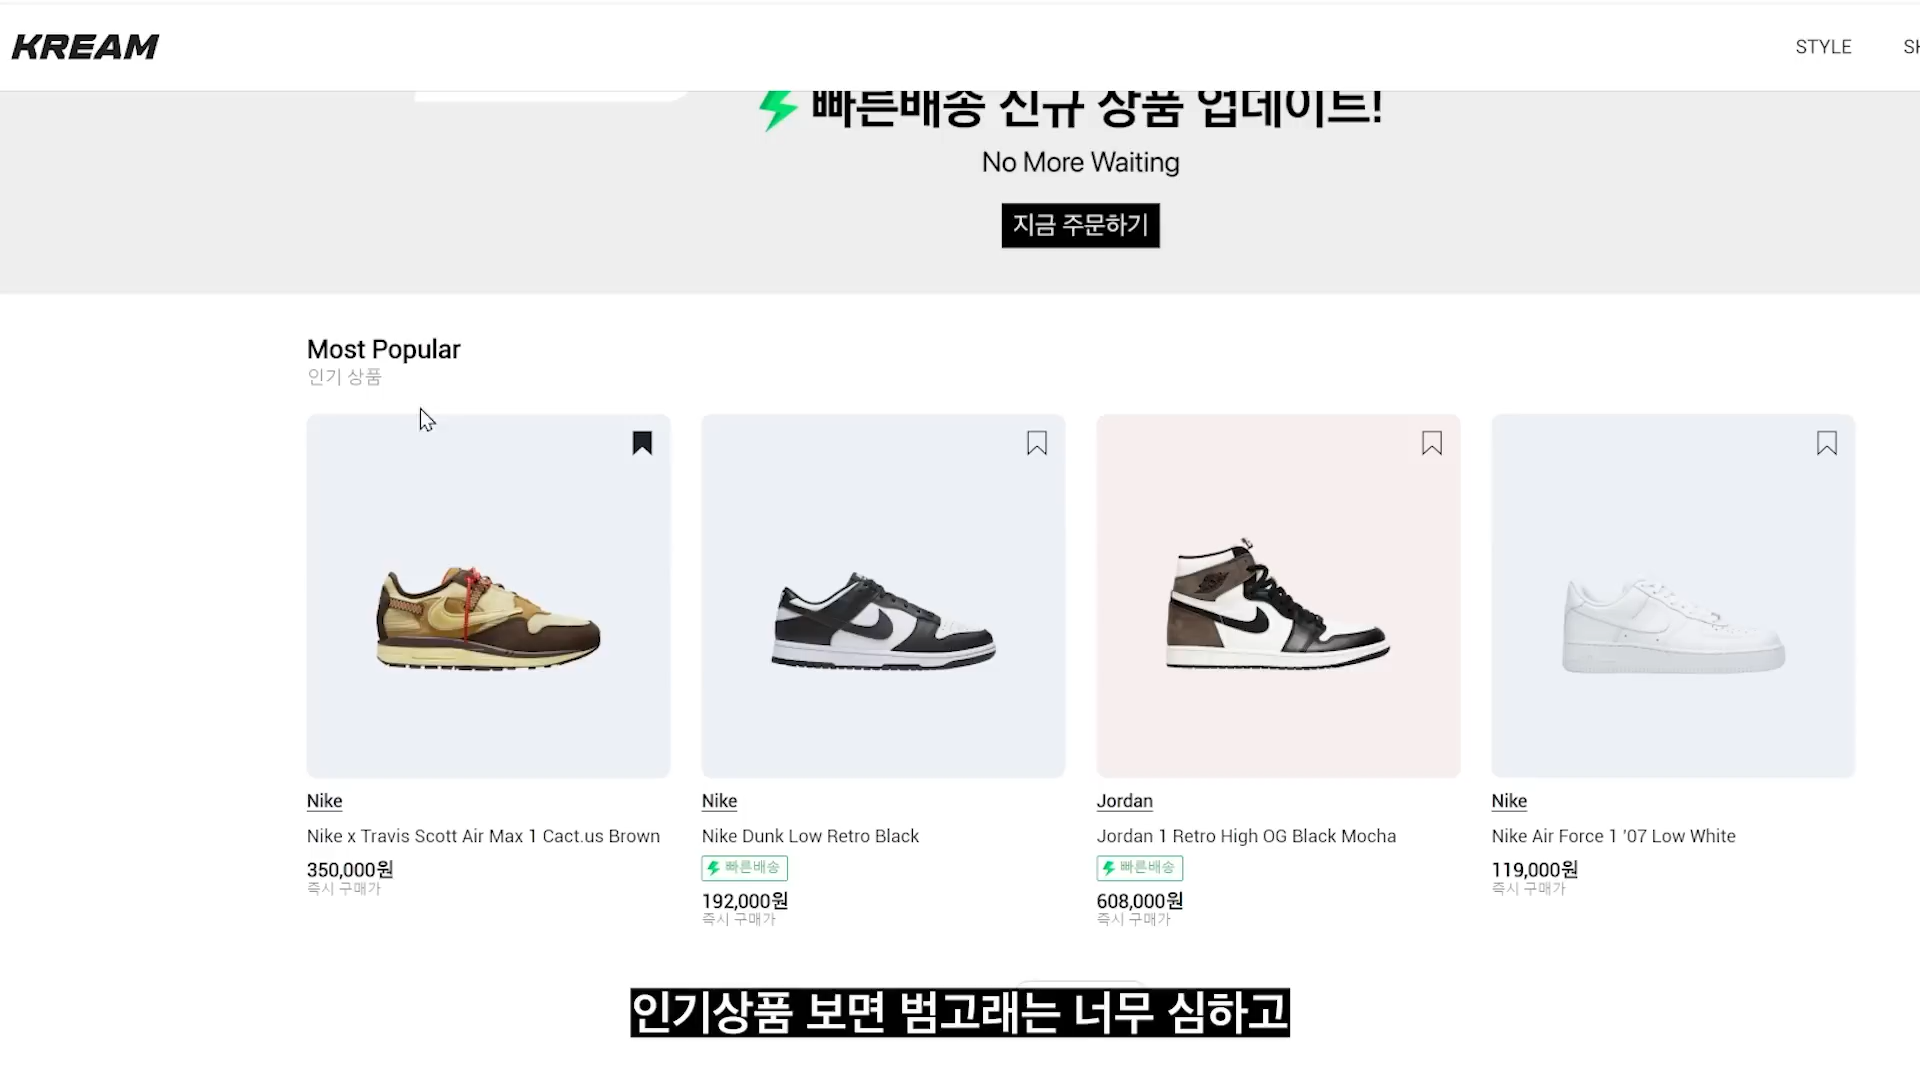 KREAM
STYLE
빠른배송 신규 상품 업데이트!
No More Waiting
지금 주문하기
Most Popular
인기 상품
Nike
Nike x Travis Scott Air Max 1 Cact.us Brown
350,000원
즉시 구매가
Nike
Nike Dunk Low Retro Black
빠른배송
192,000원
즉시 구매가
Jordan
Jordan 1 Retro High OG Black Mocha
빠른배송
608,000원
즉시 구매가
Nike
Nike Air Force 1 '07 Low White
119,000원
즉시 구매가
인기상품 보면 범고래는 너무 심하고